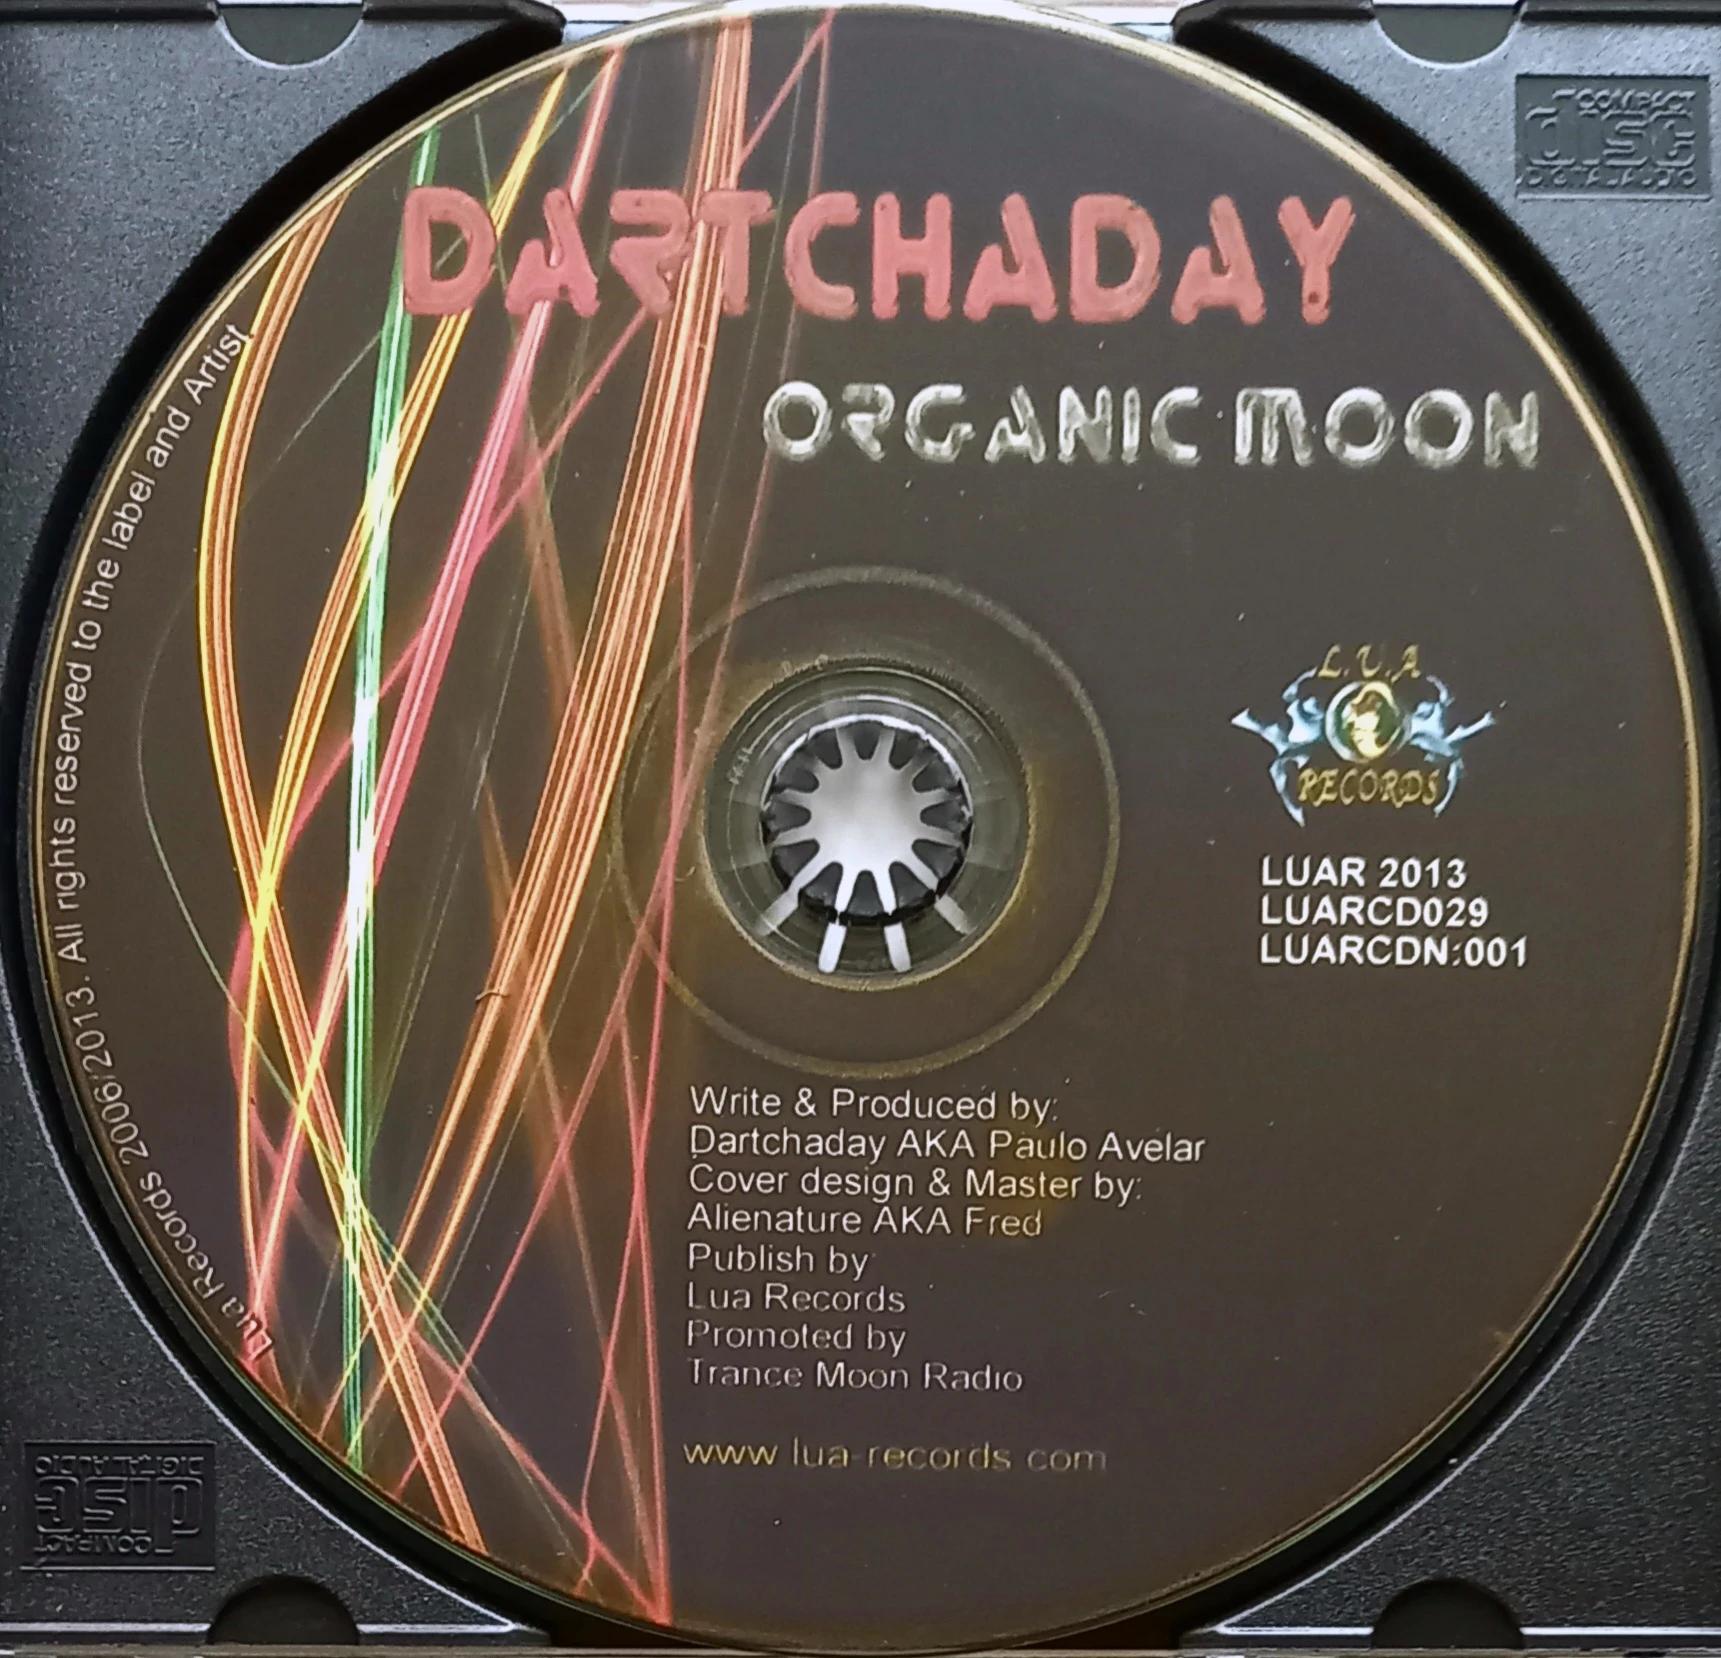 DARTCHADAY
ORGANIC MOON
L.U.A
RECORDS
LUAR 2013
LUARCD029
LUARCDN:001
Write & Produced by:
Dartchaday AKA Paulo Avelar
Cover design & Master by:
Alienature AKA Fred
Publish by
Lua Records
Promoted by
Trance Moon Radio
www.lua-records.com
Lua Records 2006/2013. All rights reserved to the label and Artist
COMPACT
disc
DIGITAL AUDIO
COMPACT
disc
DIGITAL AUDIO